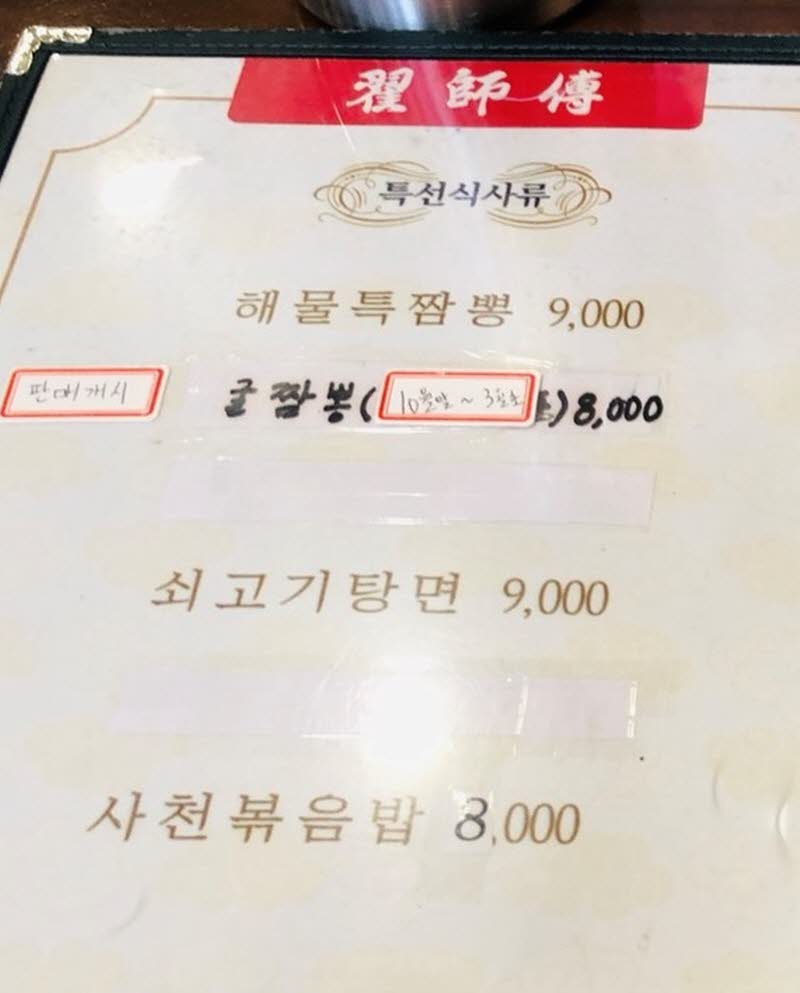 翟師傅
특선식사류
해물특짬뽕 9,000
판매개시 굴짬뽕( 10월말 ~ 3월초 )8,000
쇠고기탕면 9,000
사천볶음밥 8,000